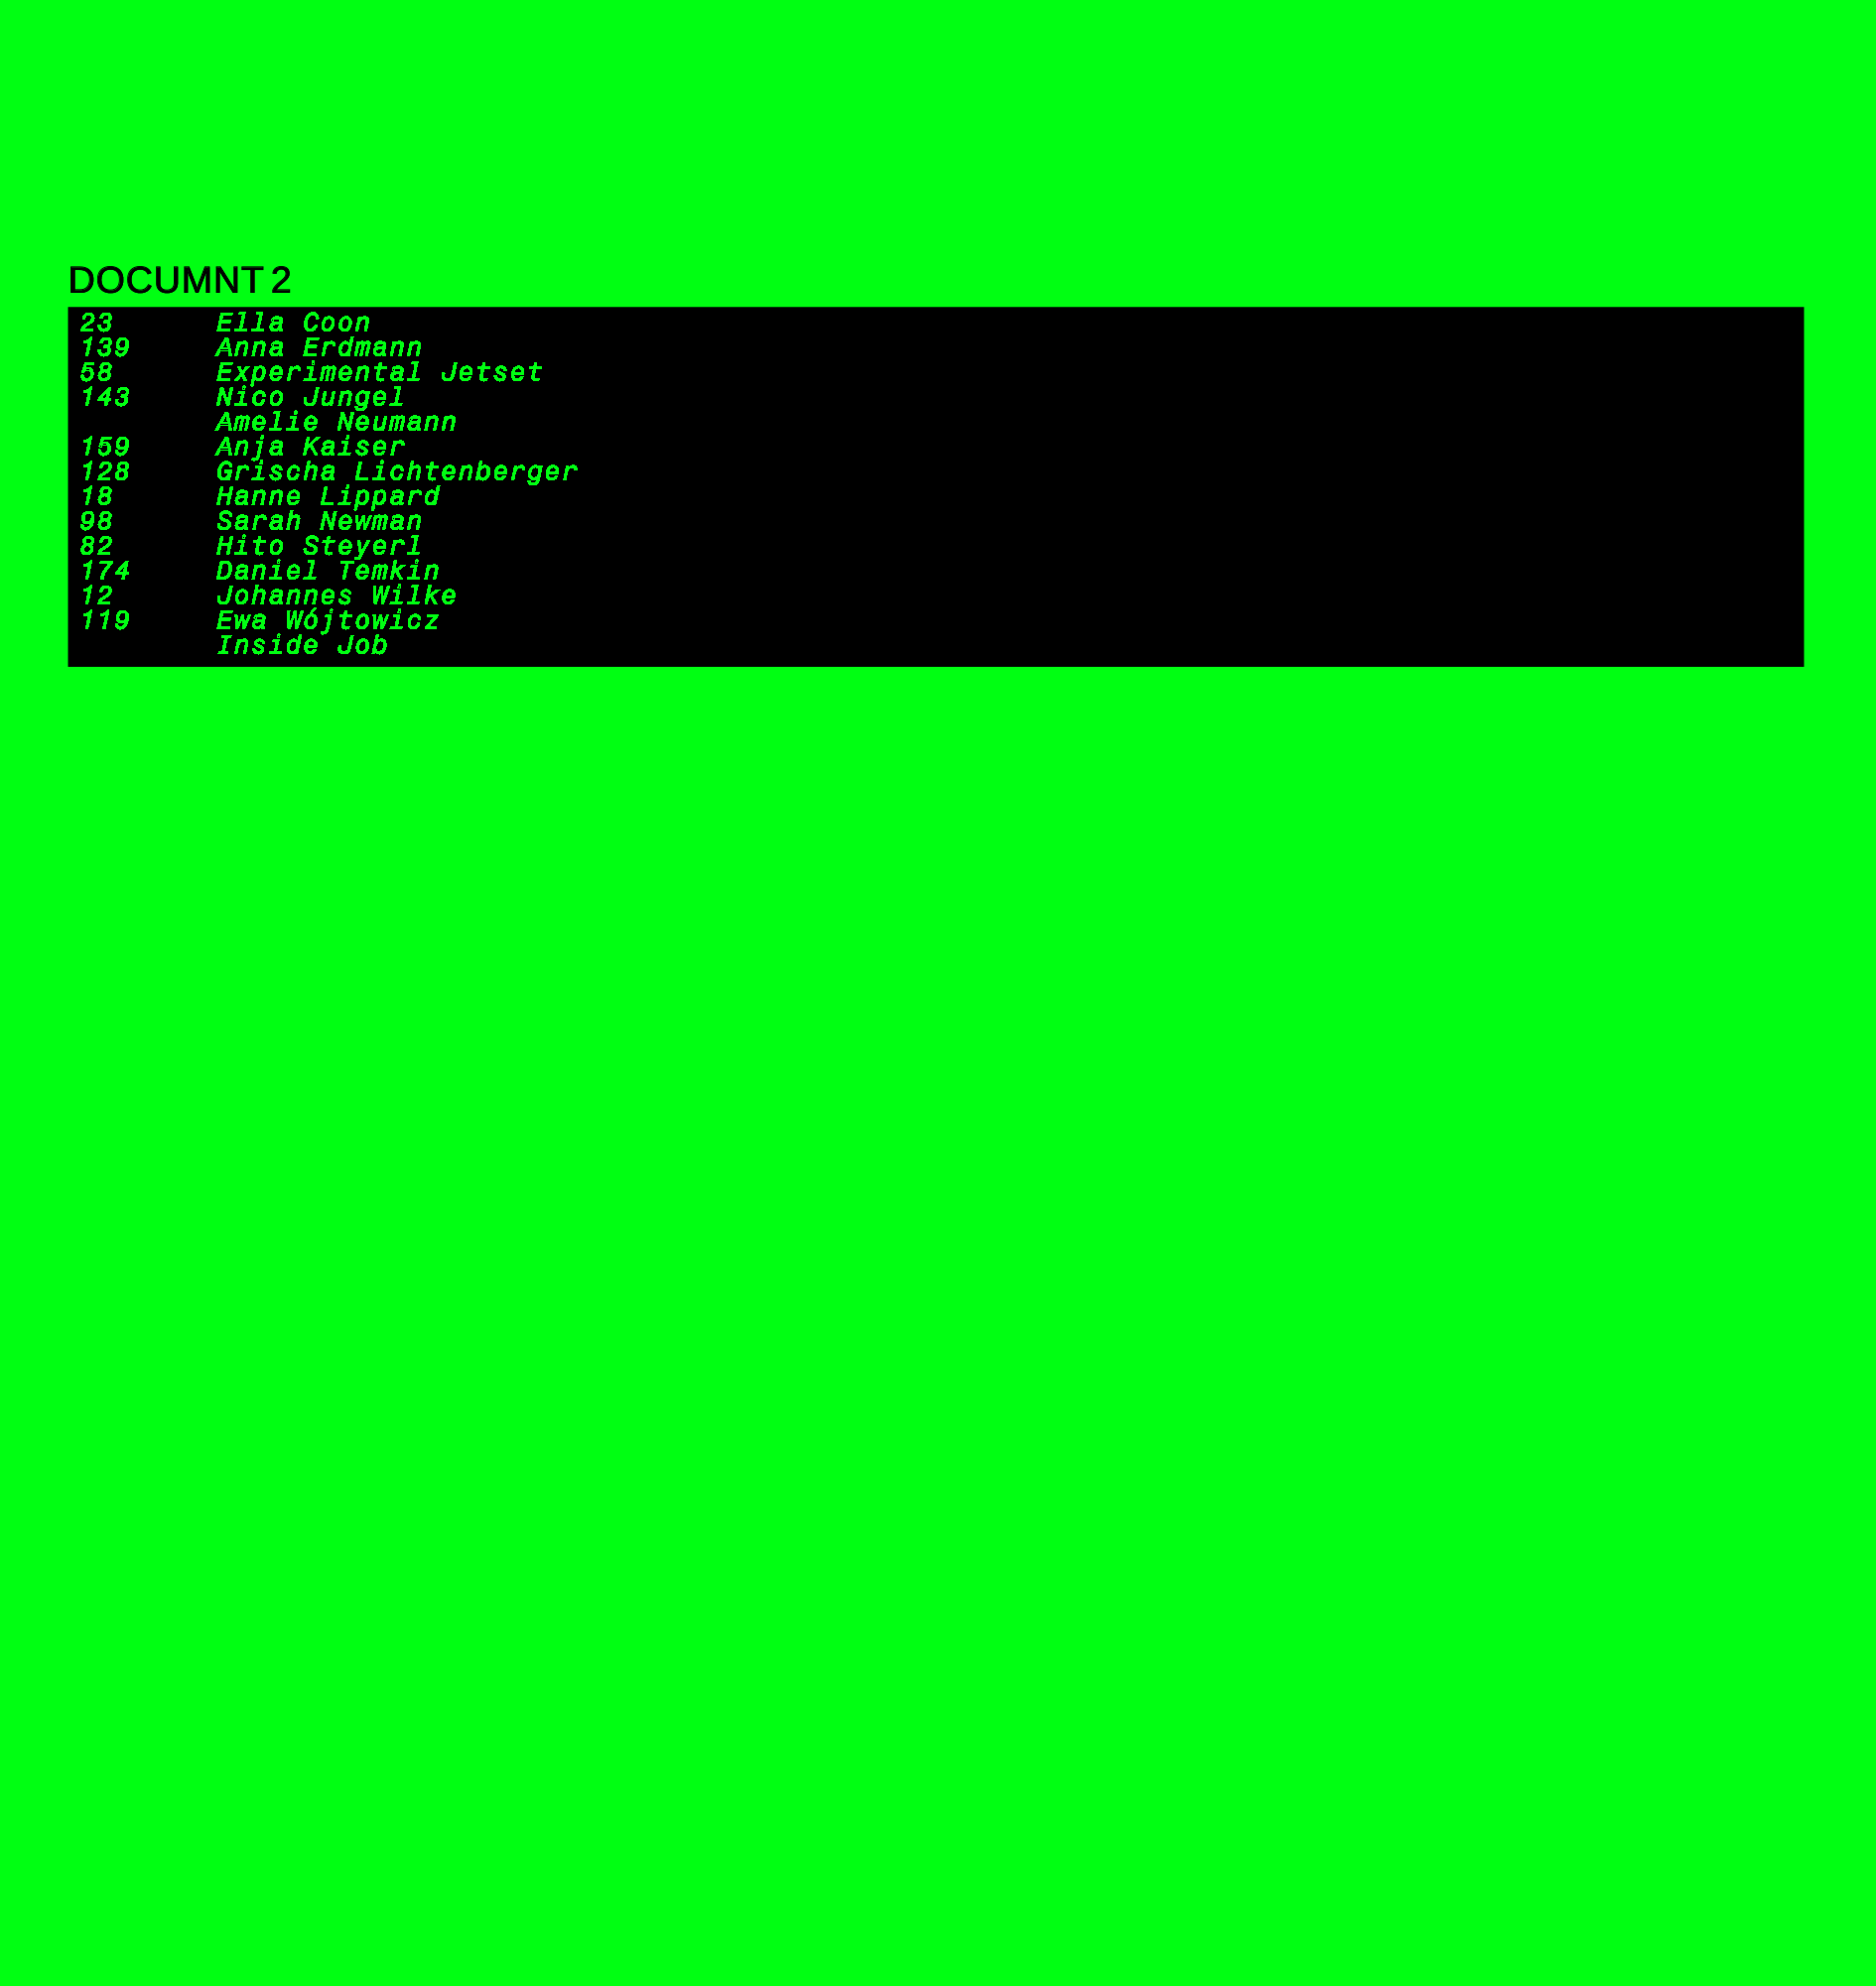 DOCUMNT 2
23 Ella Coon
139 Anna Erdmann
58 Experimental Jetset
143 Nico Jungel
Amelie Neumann
159 Anja Kaiser
128 Grischa Lichtenberger
18 Hanne Lippard
98 Sarah Newman
82 Hito Steyerl
174 Daniel Temkin
12 Johannes Wilke
119 Ewa Wójtowicz
Inside Job